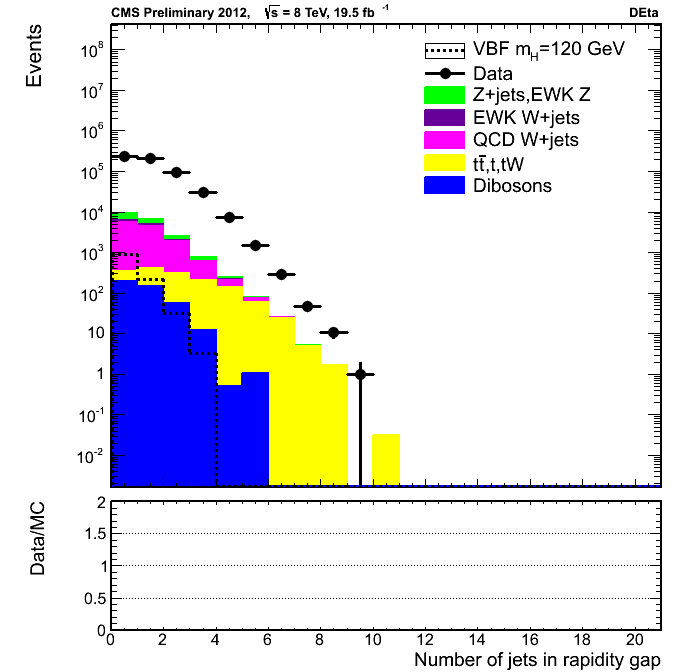 CMS Preliminary 2012, √s = 8 TeV, 19.5 fb⁻¹ DEta
Events
VBF m_H=120 GeV
Data
Z+jets,EWK Z
EWK W+jets
QCD W+jets
tt̄,t,tW
Dibosons
10⁸
10⁷
10⁶
10⁵
10⁴
10³
10²
10
1
10⁻¹
10⁻²
Data/MC
2
1.5
1
0.5
0
0 2 4 6 8 10 12 14 16 18 20
Number of jets in rapidity gap